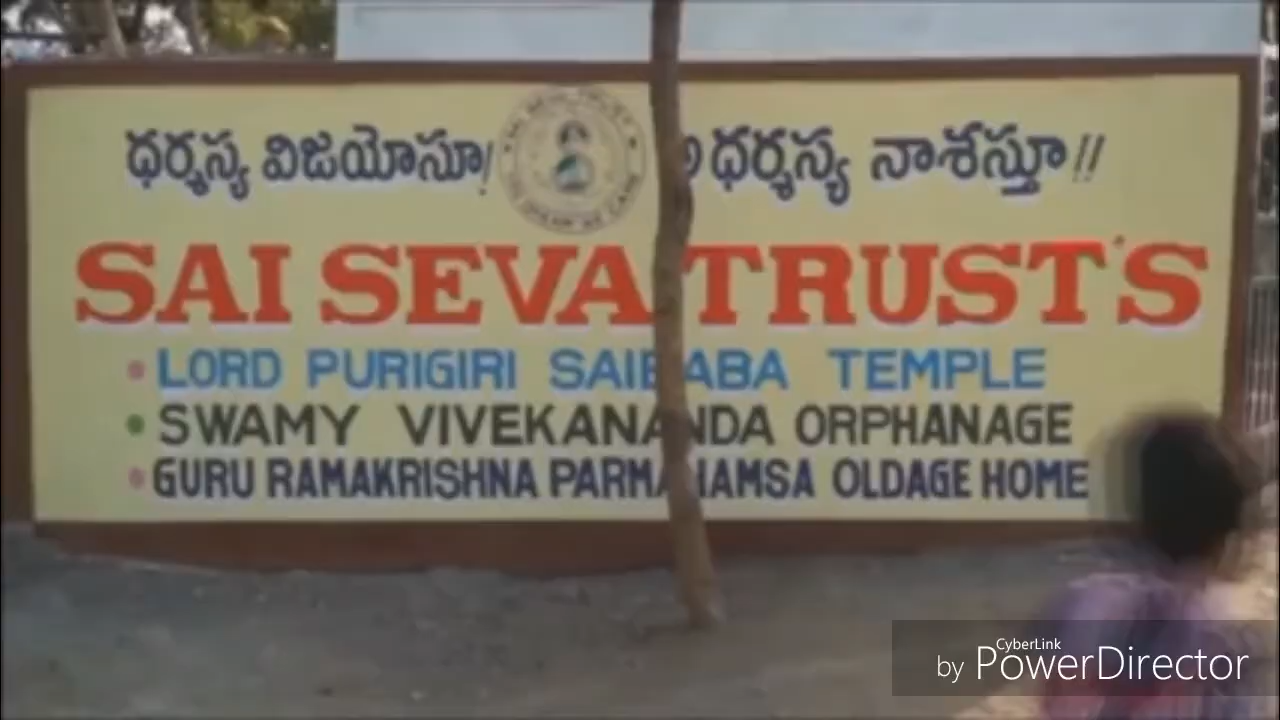 ధర్మస్య విజయోసూ! అధర్మస్య నాశస్తూ!!
SAI SEVA TRUST'S
• LORD PURIGIRI SAIBABA TEMPLE
• SWAMY VIVEKANANDA ORPHANAGE
• GURU RAMAKRISHNA PARMAHAMSA OLDAGE HOME
CyberLink
by PowerDirector